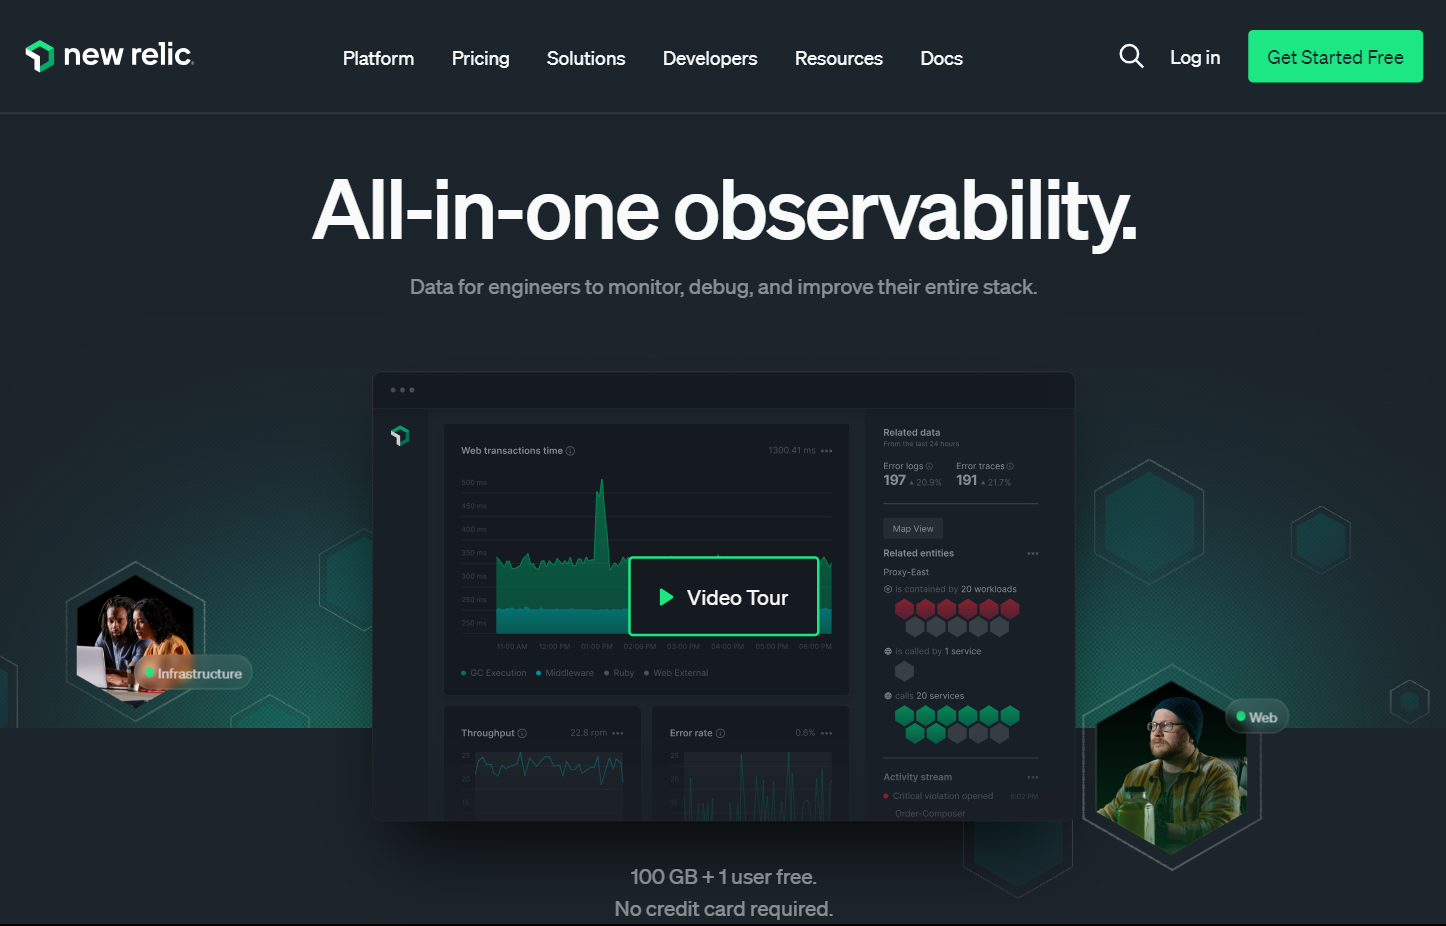 new relic.
Platform Pricing Solutions Developers Resources Docs
Log in
Get Started Free
All-in-one observability.
Data for engineers to monitor, debug, and improve their entire stack.
Web transactions time
1300.41 ms
500 ms
450 ms
400 ms
350 ms
300 ms
250 ms
250 ms
11:00 AM 12:00 PM 01:00 PM 02:00 PM 03:00 PM 04:00 PM 05:00 PM 06:00 PM
GC Execution Middleware Ruby Web External
Video Tour
Throughput
22.8 rpm
25
20
15
Error rate
0.6%
25
20
Related data
From the last 24 hours
Error logs Error traces
197 20.9% 191 21.7%
Map View
Related entities
Proxy-East
is contained by 20 workloads
is called by 1 service
calls 20 services
Activity stream
Critical violation opened
Order-Composer
Infrastructure
Web
100 GB + 1 user free.
No credit card required.